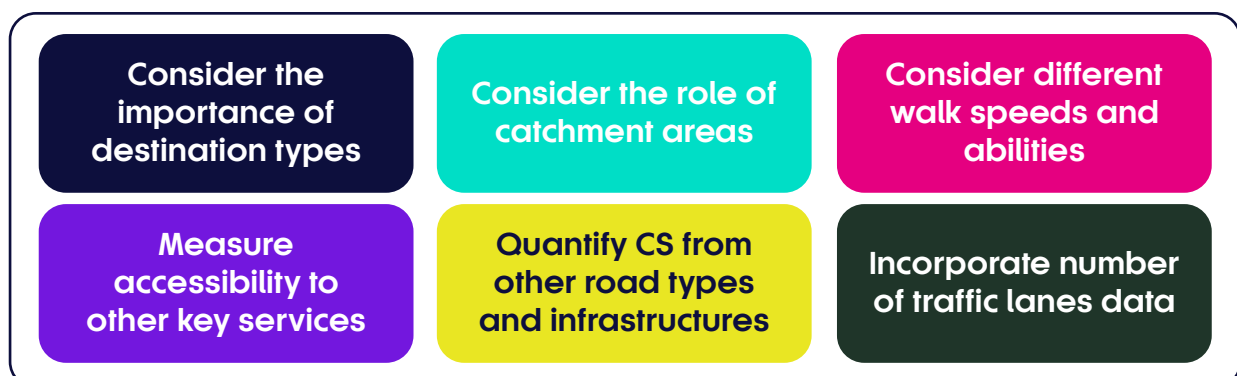 Consider the
importance of
destination types
Consider the role of
catchment areas
Consider different
walk speeds and
abilities
Measure
accessibility to
other key services
Quantify CS from
other road types
and infrastructures
Incorporate number
of traffic lanes data